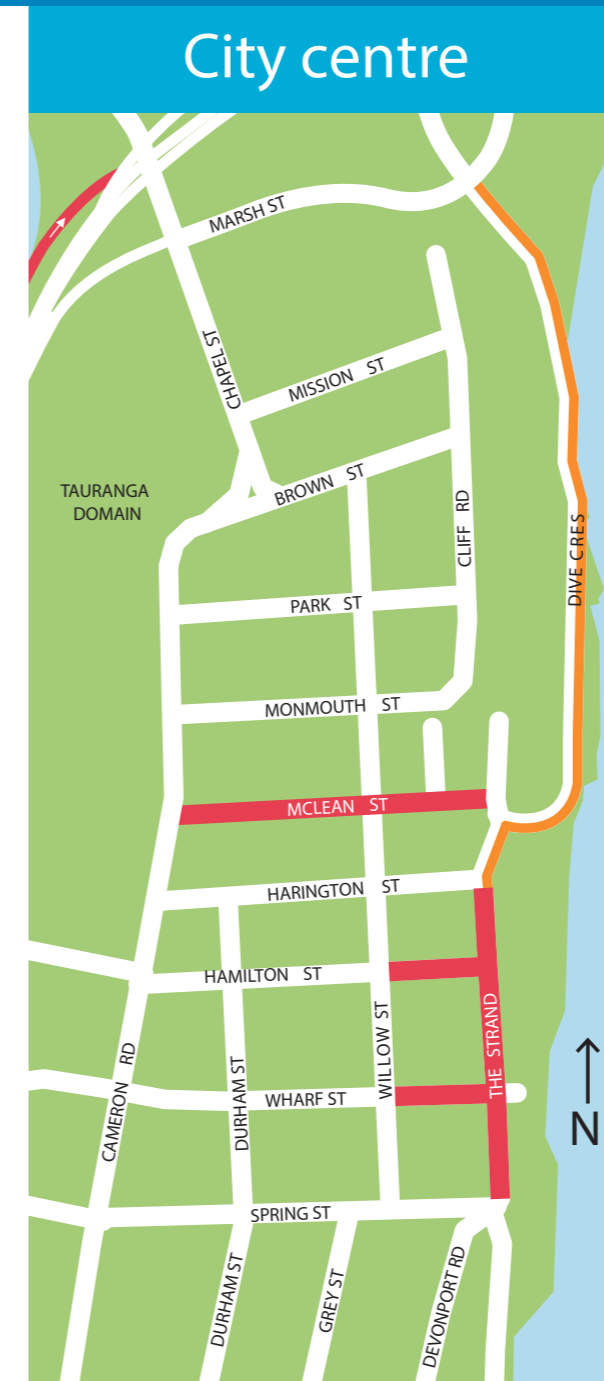 City centre
MARSH ST
CHAPEL ST
MISSION ST
BROWN ST
TAURANGA
DOMAIN
CLIFF RD
DIVE CRES
PARK ST
MONMOUTH ST
MCLEAN ST
HARINGTON ST
HAMILTON ST
WILLOW ST
THE STRAND
CAMERON RD
DURHAM ST
WHARF ST
N
SPRING ST
DURHAM ST
GREY ST
DEVONPORT RD